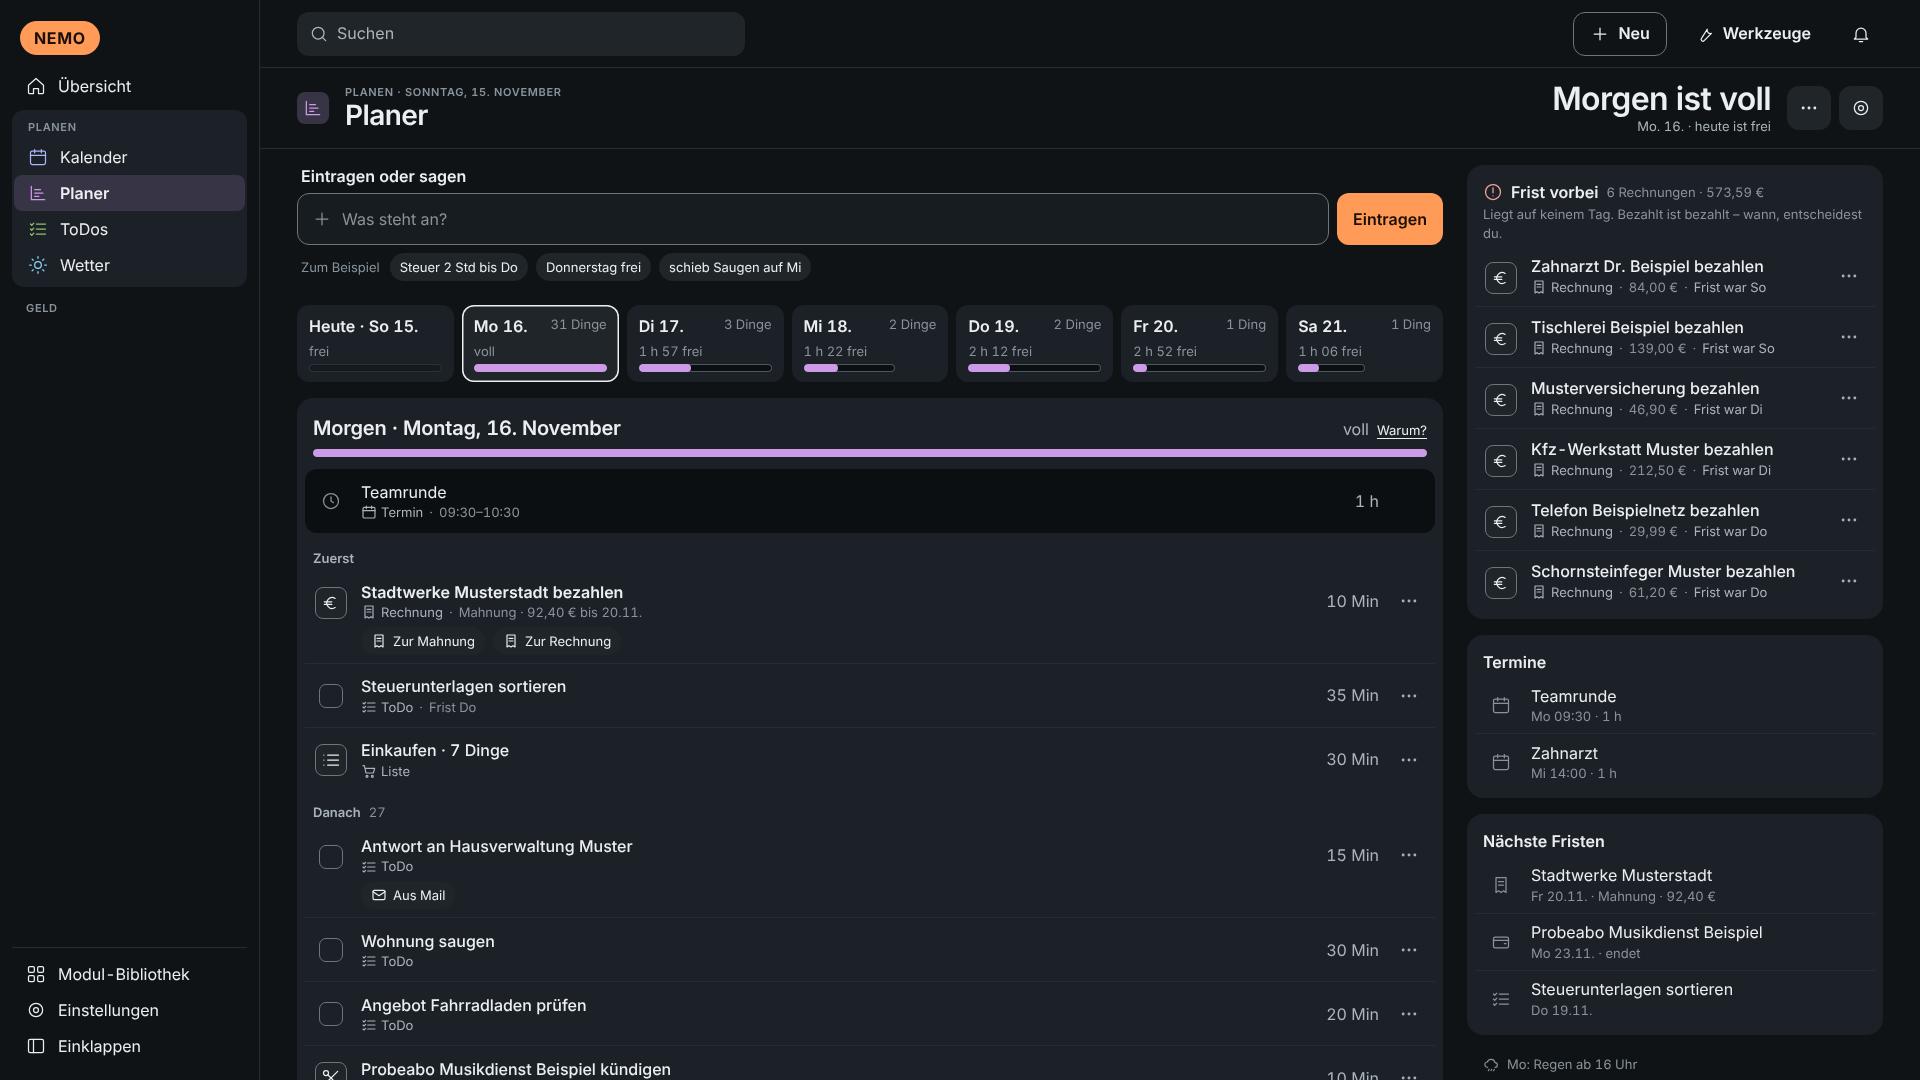 NEMO
Übersicht
PLANEN
Kalender
Planer
ToDos
Wetter
GELD
Modul-Bibliothek
Einstellungen
Einklappen
Suchen
Neu
Werkzeuge
PLANEN · SONNTAG, 15. NOVEMBER
Planer
Morgen ist voll
Mo. 16. · heute ist frei
Eintragen oder sagen
Was steht an?
Eintragen
Zum Beispiel Steuer 2 Std bis Do Donnerstag frei schieb Saugen auf Mi
Heute · So 15.
frei
Mo 16. 31 Dinge
voll
Di 17. 3 Dinge
1 h 57 frei
Mi 18. 2 Dinge
1 h 22 frei
Do 19. 2 Dinge
2 h 12 frei
Fr 20. 1 Ding
2 h 52 frei
Sa 21. 1 Ding
1 h 06 frei
Morgen · Montag, 16. November voll Warum?
Teamrunde 1 h
Termin · 09:30–10:30
Zuerst
Stadtwerke Musterstadt bezahlen 10 Min
Rechnung · Mahnung · 92,40 € bis 20.11.
Zur Mahnung Zur Rechnung
Steuerunterlagen sortieren 35 Min
ToDo · Frist Do
Einkaufen · 7 Dinge 30 Min
Liste
Danach 27
Antwort an Hausverwaltung Muster 15 Min
ToDo
Aus Mail
Wohnung saugen 30 Min
ToDo
Angebot Fahrradladen prüfen 20 Min
ToDo
Probeabo Musikdienst Beispiel kündigen 10 Min
Frist vorbei 6 Rechnungen · 573,59 €
Liegt auf keinem Tag. Bezahlt ist bezahlt – wann, entscheidest
du.
Zahnarzt Dr. Beispiel bezahlen
Rechnung · 84,00 € · Frist war So
Tischlerei Beispiel bezahlen
Rechnung · 139,00 € · Frist war So
Musterversicherung bezahlen
Rechnung · 46,90 € · Frist war Di
Kfz-Werkstatt Muster bezahlen
Rechnung · 212,50 € · Frist war Di
Telefon Beispielnetz bezahlen
Rechnung · 29,99 € · Frist war Do
Schornsteinfeger Muster bezahlen
Rechnung · 61,20 € · Frist war Do
Termine
Teamrunde
Mo 09:30 · 1 h
Zahnarzt
Mi 14:00 · 1 h
Nächste Fristen
Stadtwerke Musterstadt
Fr 20.11. · Mahnung · 92,40 €
Probeabo Musikdienst Beispiel
Mo 23.11. · endet
Steuerunterlagen sortieren
Do 19.11.
Mo: Regen ab 16 Uhr